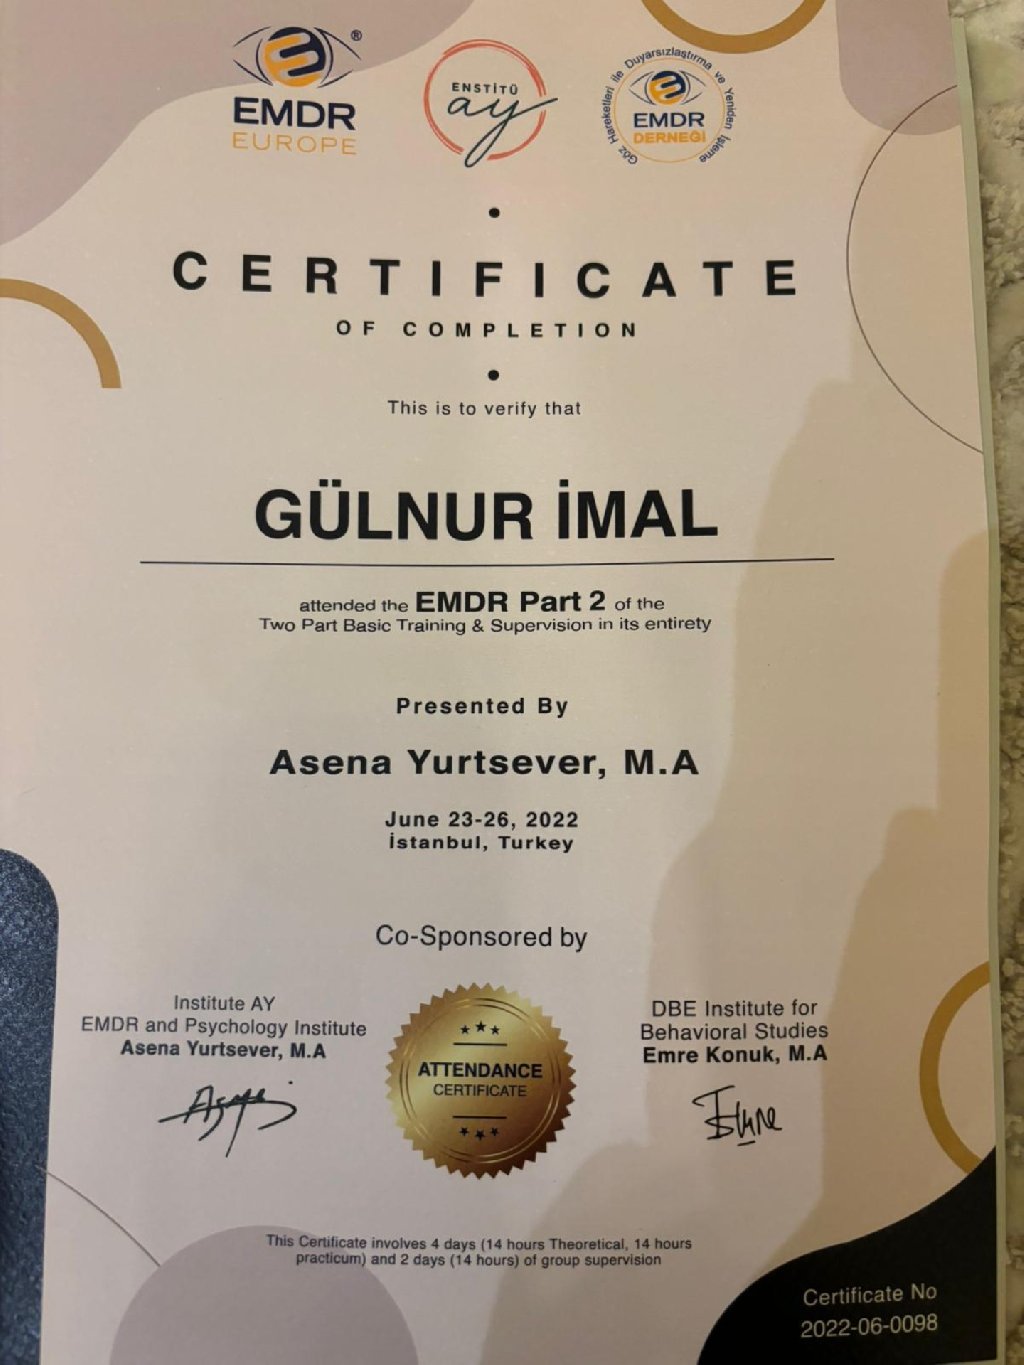 EMDR
EUROPE
®
ENSTİTÜ
ay
Göz Hareketleri ile Duyarsızlaştırma ve Yeniden İşleme
EMDR
DERNEĞİ
CERTIFICATE
OF COMPLETION
This is to verify that
GÜLNUR İMAL
attended the EMDR Part 2 of the
Two Part Basic Training & Supervision in its entirety
Presented By
Asena Yurtsever, M.A
June 23-26, 2022
İstanbul, Turkey
Co-Sponsored by
Institute AY
EMDR and Psychology Institute
Asena Yurtsever, M.A
ATTENDANCE
CERTIFICATE
DBE Institute for
Behavioral Studies
Emre Konuk, M.A
This Certificate involves 4 days (14 hours Theoretical, 14 hours
practicum) and 2 days (14 hours) of group supervision
Certificate No
2022-06-0098